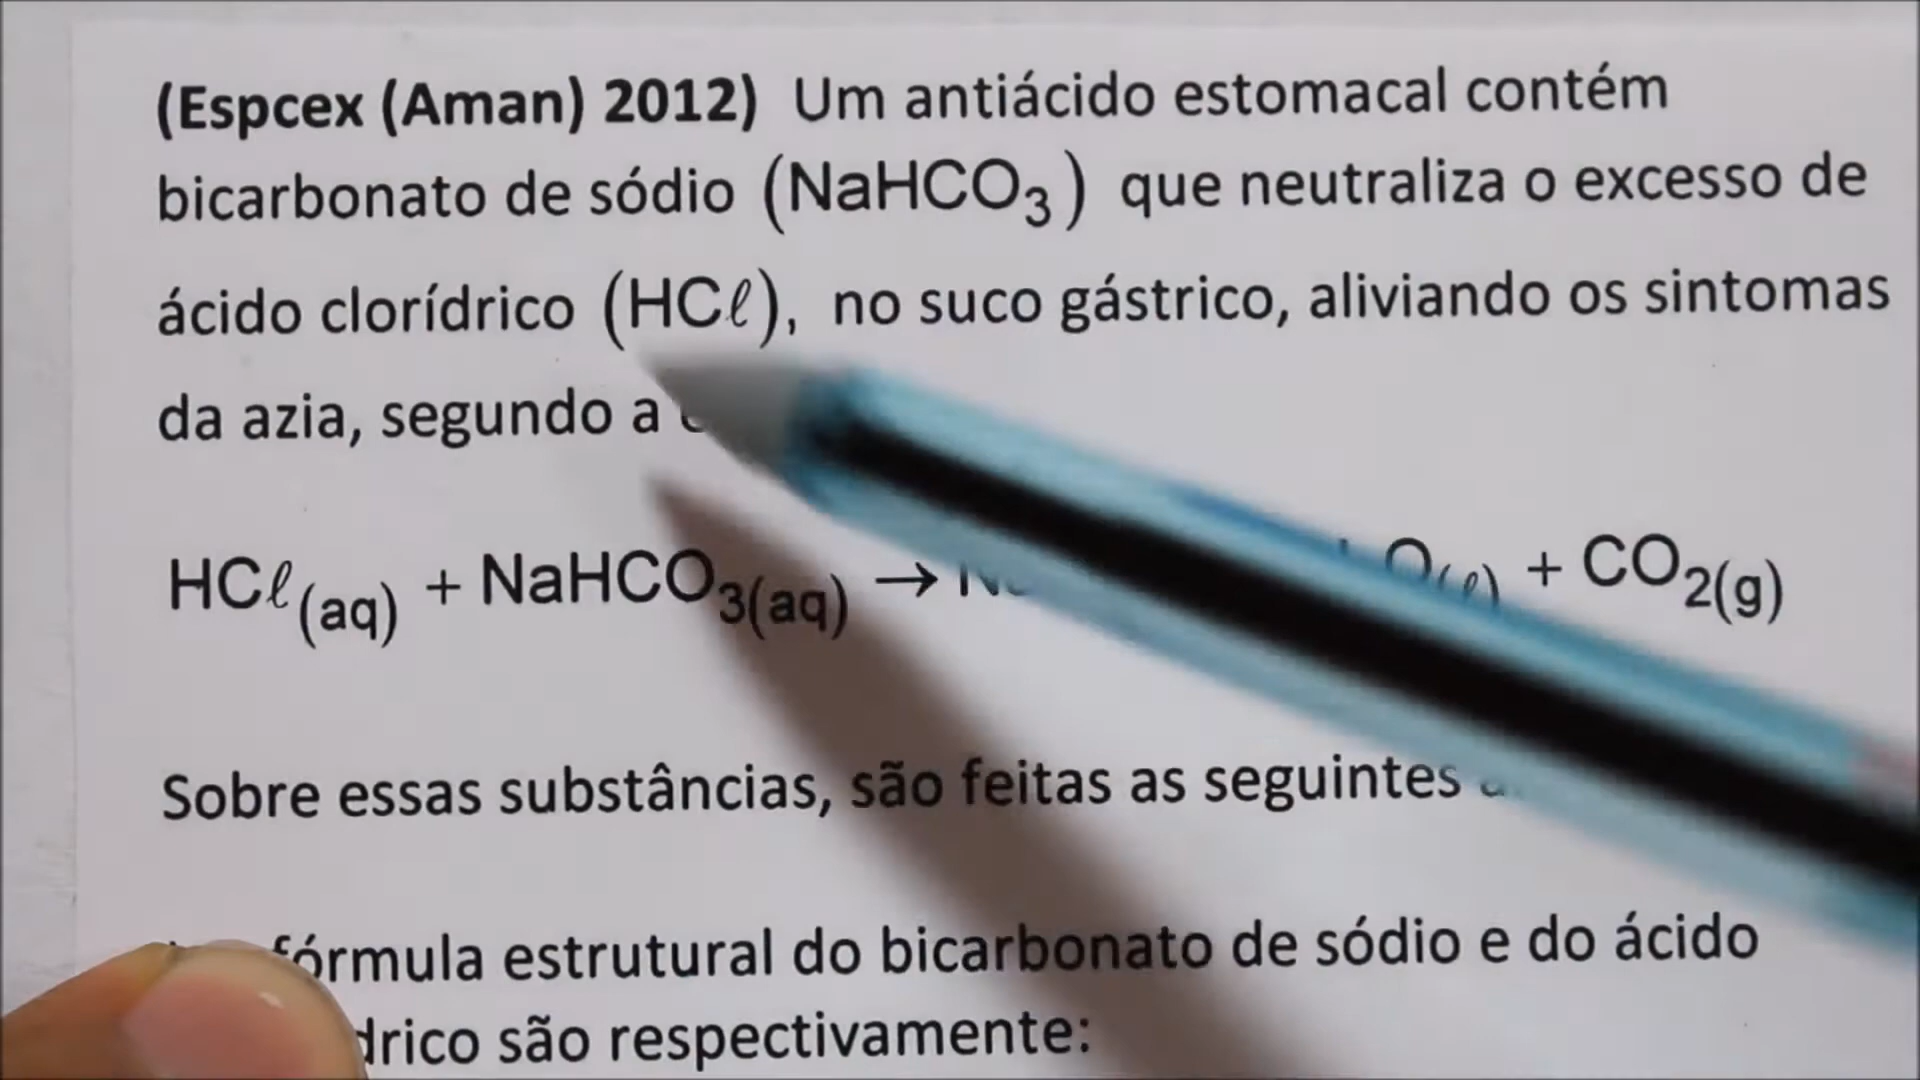 (Espcex (Aman) 2012) Um antiácido estomacal contém
bicarbonato de sódio (NaHCO₃) que neutraliza o excesso de
ácido clorídrico (HCℓ), no suco gástrico, aliviando os sintomas
da azia, segundo a
HCℓ(aq) + NaHCO₃(aq) → + CO₂(g)
Sobre essas substâncias, são feitas as seguintes
fórmula estrutural do bicarbonato de sódio e do ácido
são respectivamente: